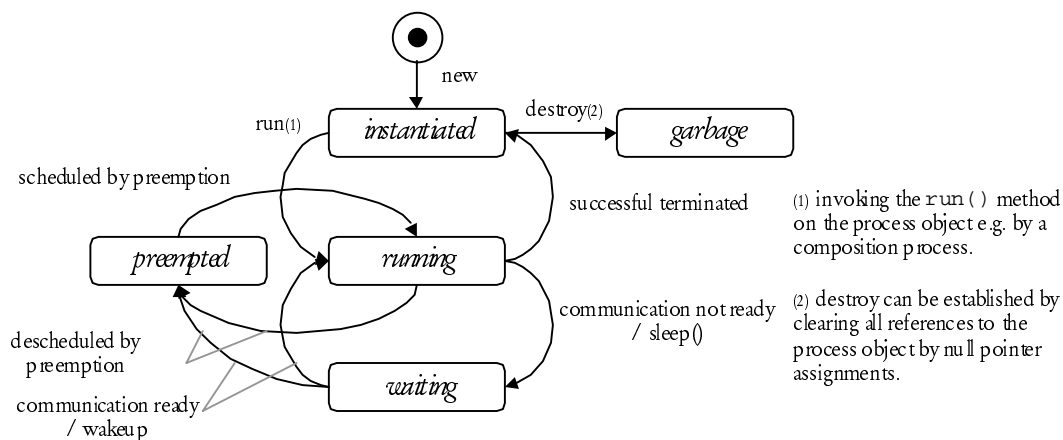 new
run(1)
instantiated
destroy(2)
garbage
scheduled by preemption
successful terminated
preempted
running
communication not ready
/ sleep()
descheduled by
preemption
waiting
communication ready
/ wakeup
(1) invoking the run() method
on the process object e.g. by a
composition process.
(2) destroy can be established by
clearing all references to the
process object by null pointer
assignments.